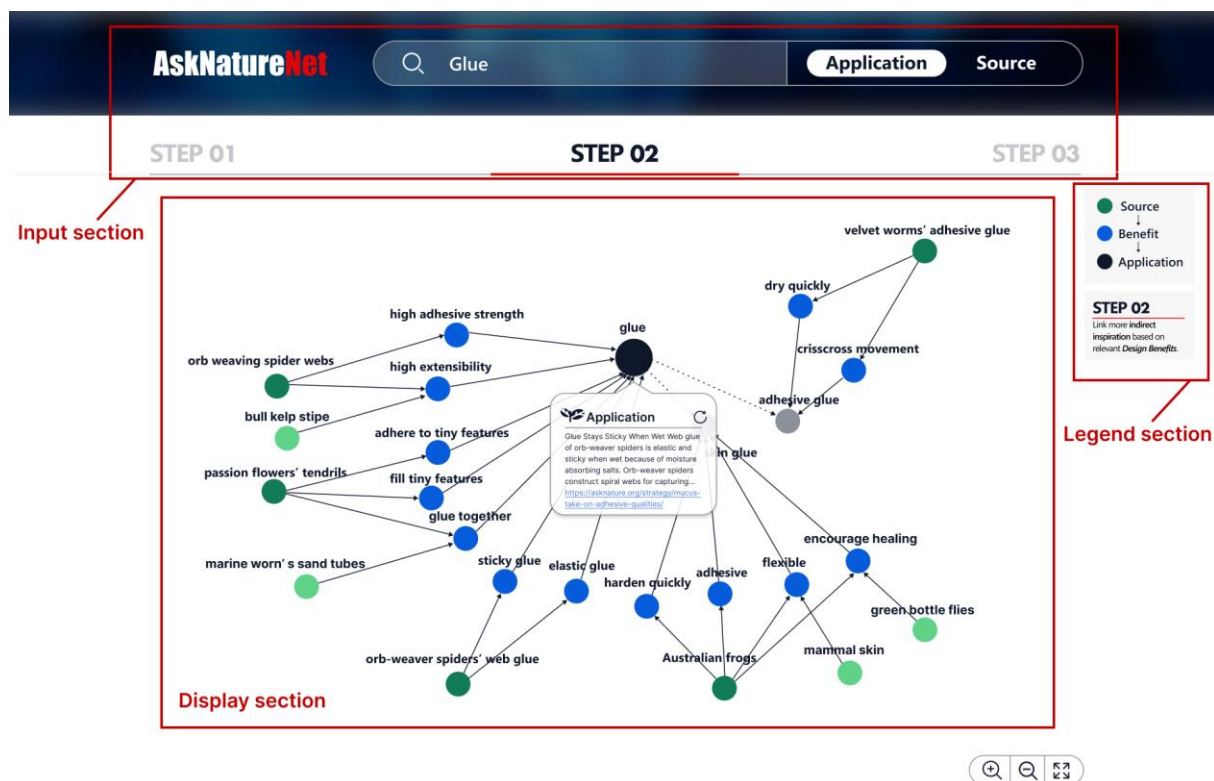 AskNatureNet
Glue
Application
Source
STEP 01
STEP 02
STEP 03
Input section
Source
Benefit
Application
STEP 02
Link more indirect
inspiration based on
relevant Design Benefits.
Legend section
velvet worms' adhesive glue
dry quickly
high adhesive strength
glue
crisscross movement
orb weaving spider webs
high extensibility
adhesive glue
bull kelp stipe
Application
Glue Stays Sticky When Wet Web glue
of orb-weaver spiders is elastic and
sticky when wet because of moisture
absorbing salts. Orb-weaver spiders
construct spiral webs for capturing...
https://asknature.org/strategy/mucus-
take-on-adhesive-qualities/
adhere to tiny features
skin glue
passion flowers' tendrils
fill tiny features
glue together
encourage healing
marine worn' s sand tubes
sticky glue
elastic glue
harden quickly
adhesive
flexible
green bottle flies
orb-weaver spiders' web glue
Australian frogs
mammal skin
Display section